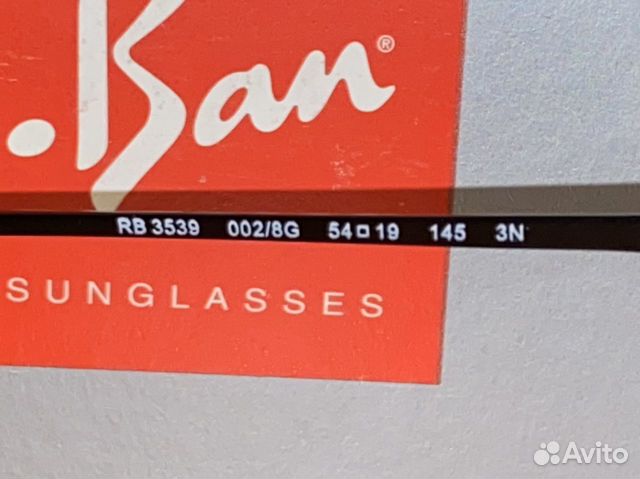 .Ban®
RB 3539 002/8G 54□19 145 3N
SUNGLASSES
Avito